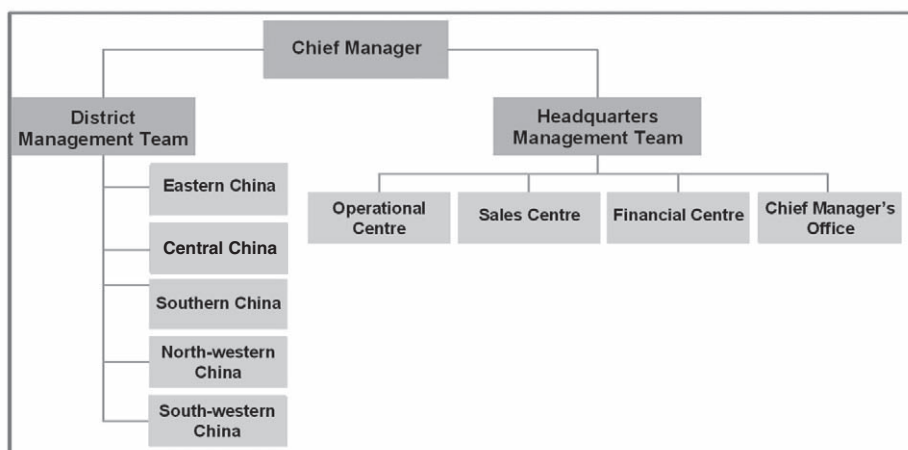 Chief Manager
District
Management Team
Headquarters
Management Team
Eastern China
Central China
Southern China
North-western
China
South-western
China
Operational
Centre
Sales Centre
Financial Centre
Chief Manager's
Office